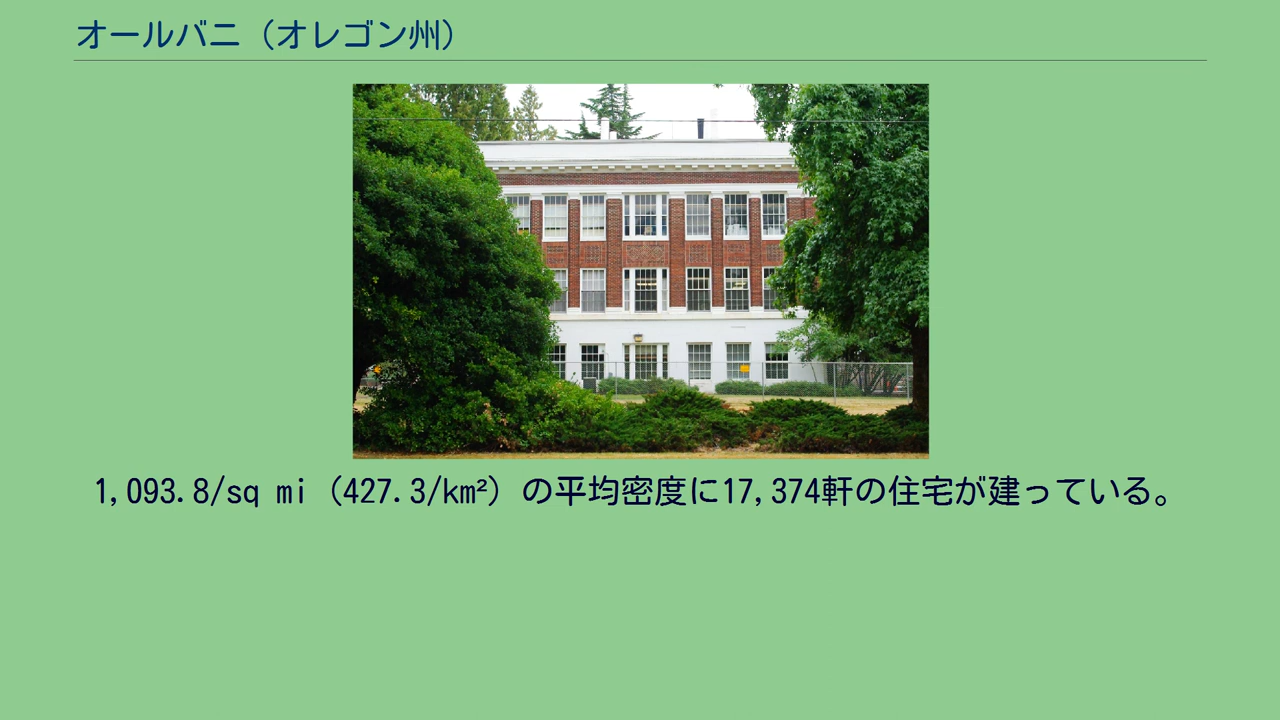 オールバニ（オレゴン州）
1,093.8/sq mi（427.3/km²）の平均密度に17,374軒の住宅が建っている。